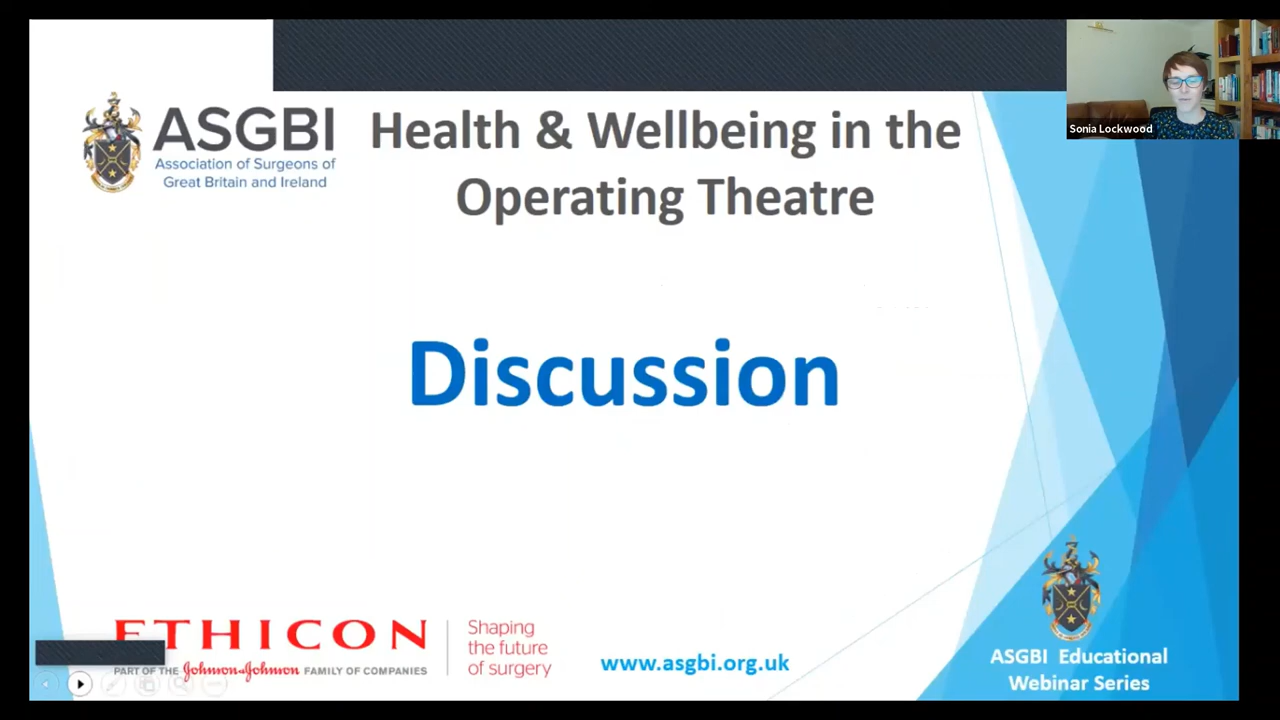 Sonia Lockwood
ASGBI
Association of Surgeons of
Great Britain and Ireland
Health & Wellbeing in the
Operating Theatre
Discussion
ETHICON
PART OF THE Johnson & Johnson FAMILY OF COMPANIES
Shaping
the future
of surgery
www.asgbi.org.uk
ASGBI Educational
Webinar Series